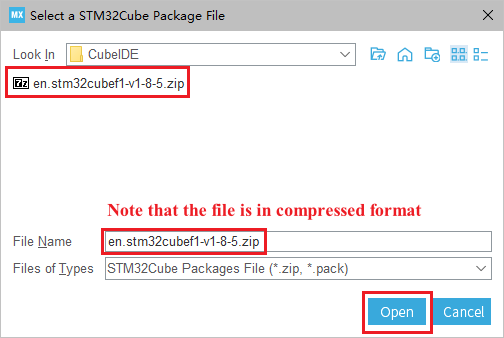 MX Select a STM32Cube Package File
Look In CubeIDE
7z en.stm32cubef1-v1-8-5.zip
Note that the file is in compressed format
File Name en.stm32cubef1-v1-8-5.zip
Files of Types STM32Cube Packages File (*.zip, *.pack)
Open Cancel